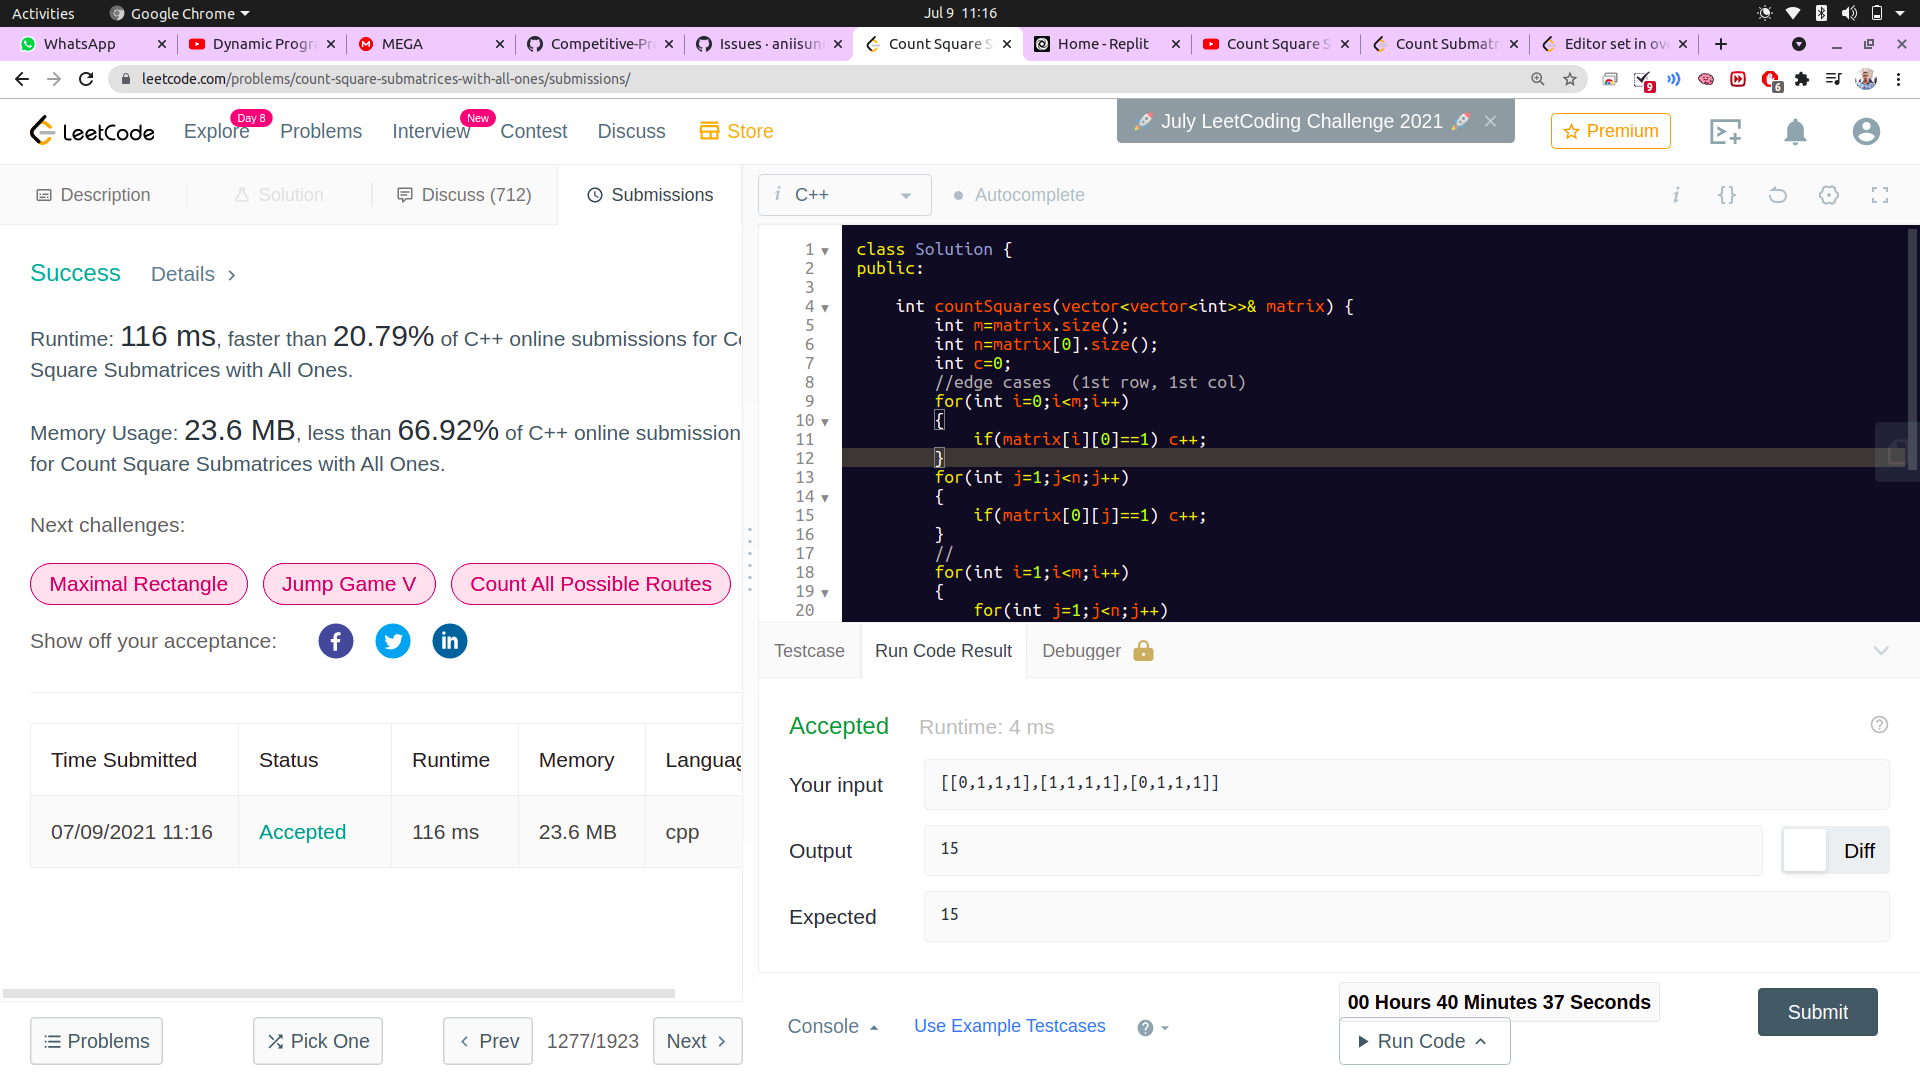 Activities
Google Chrome
Jul 9 11:16
WhatsApp
Dynamic Progra
MEGA
Competitive-Pr
Issues · aniisun
Count Square S
Home - Replit
Count Square S
Count Submatr
Editor set in ov
leetcode.com/problems/count-square-submatrices-with-all-ones/submissions/
9
6
LeetCode
Explore
Day 8
Problems
Interview
New
Contest
Discuss
Store
July LeetCoding Challenge 2021
Premium
Description
Solution
Discuss (712)
Submissions
i C++
Autocomplete
i {}
Success
Details
Runtime: 116 ms, faster than 20.79% of C++ online submissions for Co
Square Submatrices with All Ones.
Memory Usage: 23.6 MB, less than 66.92% of C++ online submission
for Count Square Submatrices with All Ones.
Next challenges:
Maximal Rectangle
Jump Game V
Count All Possible Routes
Show off your acceptance:
Time Submitted Status Runtime Memory Languag
07/09/2021 11:16 Accepted 116 ms 23.6 MB cpp
Problems
Pick One
Prev
1277/1923
Next
1 class Solution {
2 public:
3
4 int countSquares(vector<vector<int>>& matrix) {
5 int m=matrix.size();
6 int n=matrix[0].size();
7 int c=0;
8 //edge cases (1st row, 1st col)
9 for(int i=0;i<m;i++)
10 {
11 if(matrix[i][0]==1) c++;
12 }
13 for(int j=1;j<n;j++)
14 {
15 if(matrix[0][j]==1) c++;
16 }
17 //
18 for(int i=1;i<m;i++)
19 {
20 for(int j=1;j<n;j++)
Testcase
Run Code Result
Debugger
Accepted
Runtime: 4 ms
Your input
[[0,1,1,1],[1,1,1,1],[0,1,1,1]]
Output
15
Diff
Expected
15
Console
Use Example Testcases
00 Hours 40 Minutes 37 Seconds
Run Code
Submit